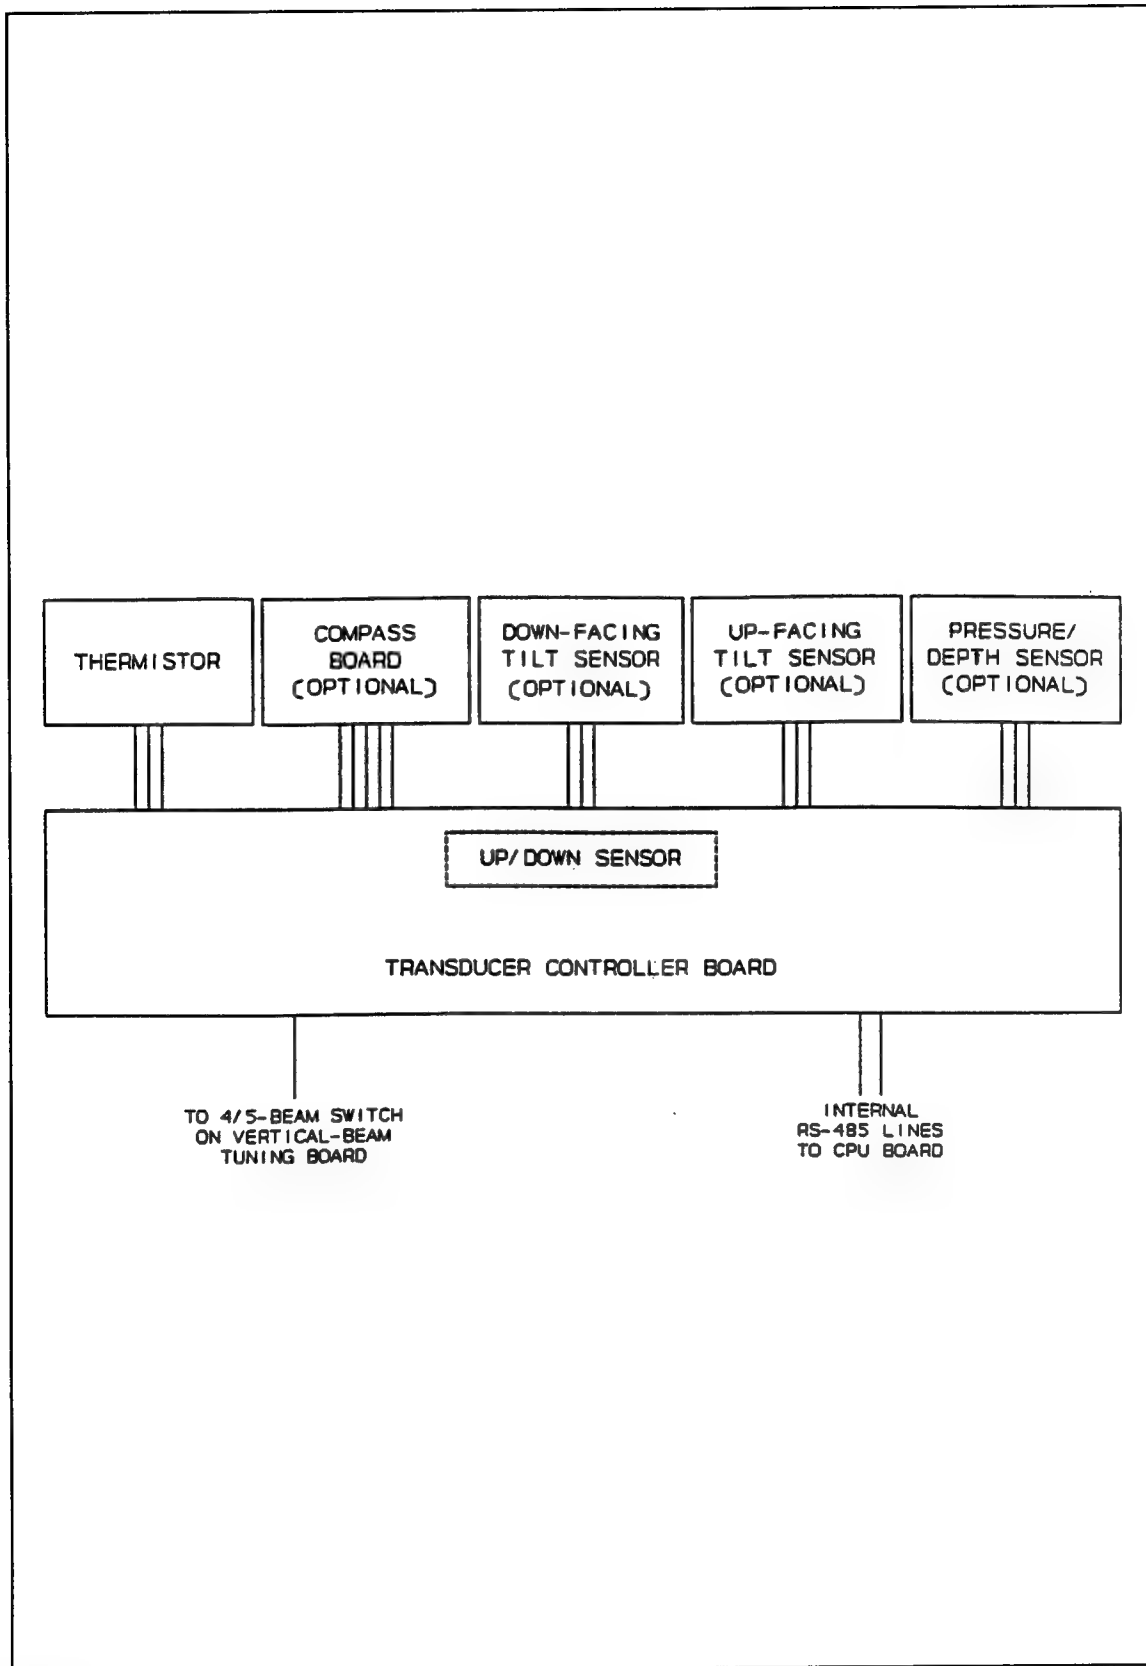 THERMISTOR
COMPASS
BOARD
(OPTIONAL)
DOWN-FACING
TILT SENSOR
(OPTIONAL)
UP-FACING
TILT SENSOR
(OPTIONAL)
PRESSURE/
DEPTH SENSOR
(OPTIONAL)
UP/DOWN SENSOR
TRANSDUCER CONTROLLER BOARD
TO 4/5-BEAM SWITCH
ON VERTICAL-BEAM
TUNING BOARD
INTERNAL
RS-485 LINES
TO CPU BOARD